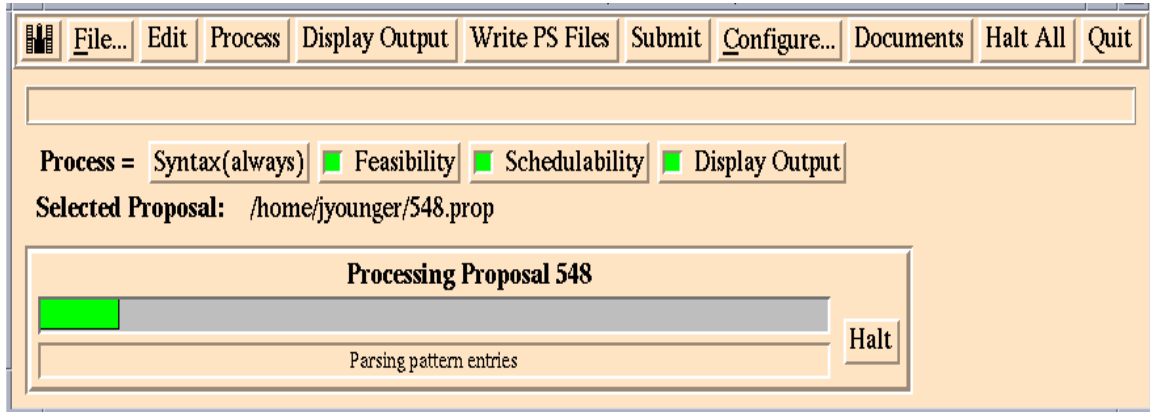 File... Edit Process Display Output Write PS Files Submit Configure... Documents Halt All Quit
Process = Syntax(always) Feasibility Schedulability Display Output
Selected Proposal: /home/jyounger/548.prop
Processing Proposal 548
Halt
Parsing pattern entries